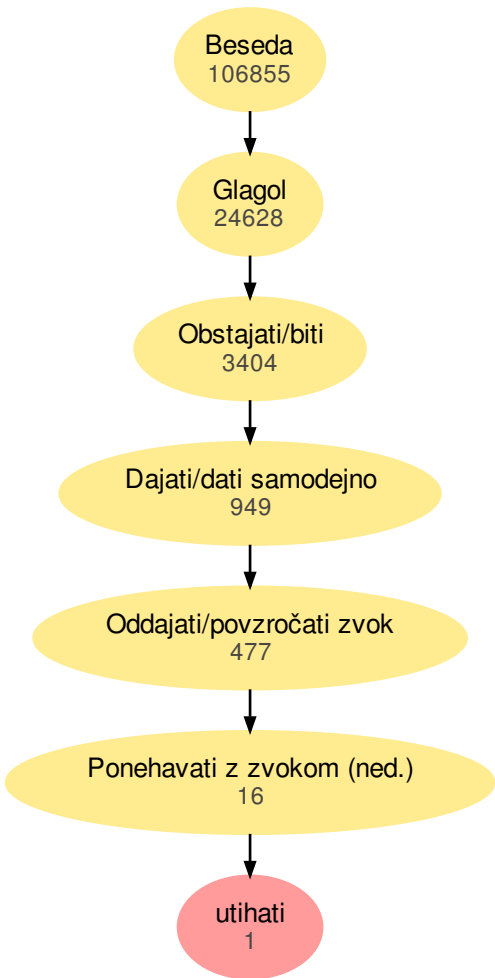 Beseda
106855
Glagol
24628
Obstajati/biti
3404
Dajati/dati samodejno
949
Oddajati/povzročati zvok
477
Ponehavati z zvokom (ned.)
16
utihati
1